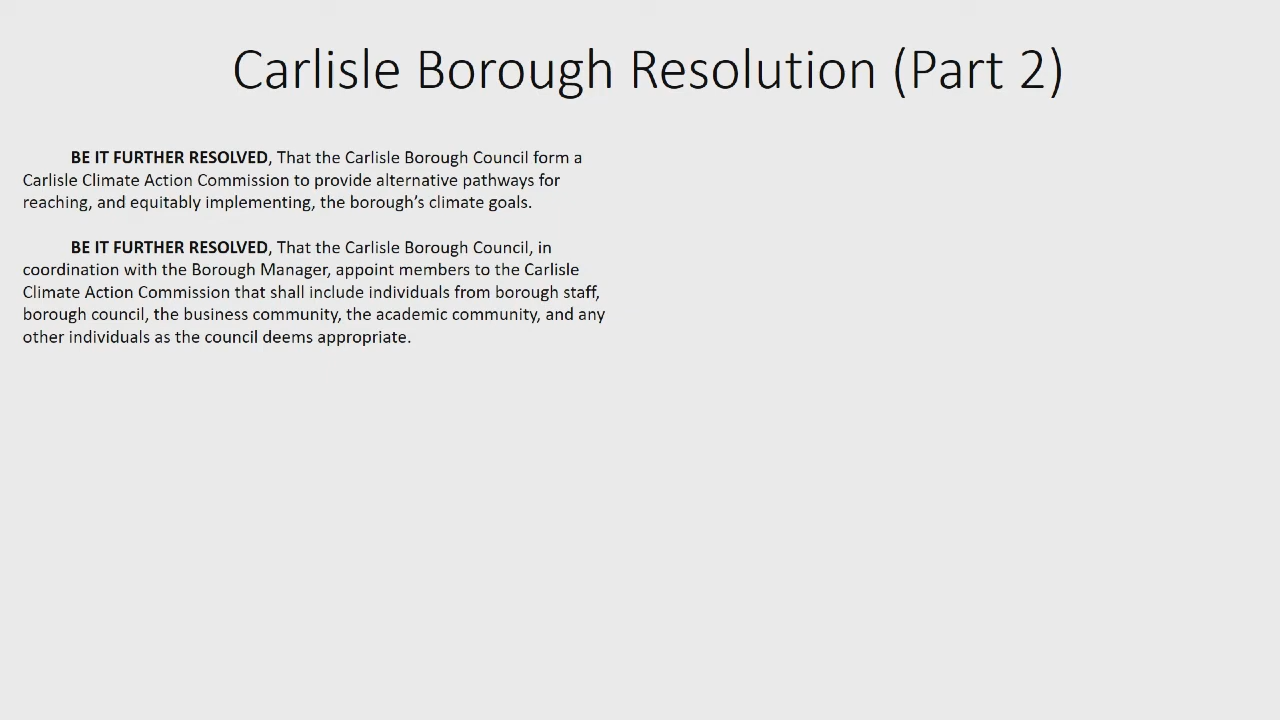 Carlisle Borough Resolution (Part 2)
BE IT FURTHER RESOLVED, That the Carlisle Borough Council form a
Carlisle Climate Action Commission to provide alternative pathways for
reaching, and equitably implementing, the borough’s climate goals.
BE IT FURTHER RESOLVED, That the Carlisle Borough Council, in
coordination with the Borough Manager, appoint members to the Carlisle
Climate Action Commission that shall include individuals from borough staff,
borough council, the business community, the academic community, and any
other individuals as the council deems appropriate.